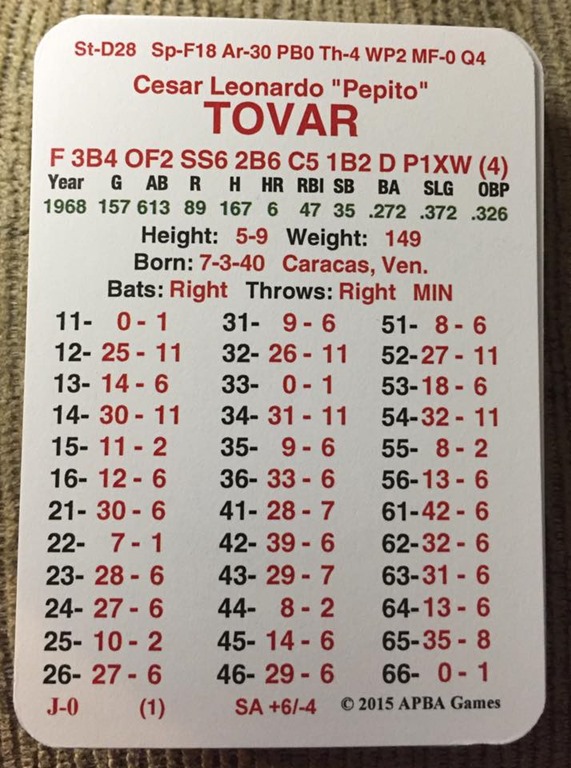 St-D28 Sp-F18 Ar-30 PB0 Th-4 WP2 MF-0 Q4
Cesar Leonardo "Pepito"
TOVAR
F 3B4 OF2 SS6 2B6 C5 1B2 D P1XW (4)
Year G AB R H HR RBI SB BA SLG OBP
1968 157 613 89 167 6 47 35 .272 .372 .326
Height: 5-9 Weight: 149
Born: 7-3-40 Caracas, Ven.
Bats: Right Throws: Right MIN
11- 0 - 1 31- 9 - 6 51- 8 - 6
12- 25 - 11 32- 26 - 11 52- 27 - 11
13- 14 - 6 33- 0 - 1 53- 18 - 6
14- 30 - 11 34- 31 - 11 54- 32 - 11
15- 11 - 2 35- 9 - 6 55- 8 - 2
16- 12 - 6 36- 33 - 6 56- 13 - 6
21- 30 - 6 41- 28 - 7 61- 42 - 6
22- 7 - 1 42- 39 - 6 62- 32 - 6
23- 28 - 6 43- 29 - 7 63- 31 - 6
24- 27 - 6 44- 8 - 2 64- 13 - 6
25- 10 - 2 45- 14 - 6 65- 35 - 8
26- 27 - 6 46- 29 - 6 66- 0 - 1
J-0 (1) SA +6/-4 © 2015 APBA Games